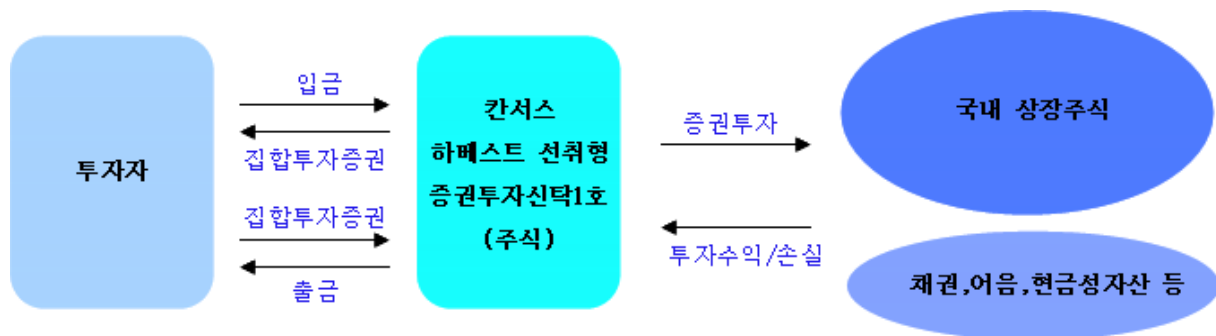 투자자
입금
집합투자증권
집합투자증권
출금
칸서스
하베스트 선취형
증권투자신탁1호
(주식)
증권투자
투자수익/손실
국내 상장주식
채권,어음,현금성자산 등